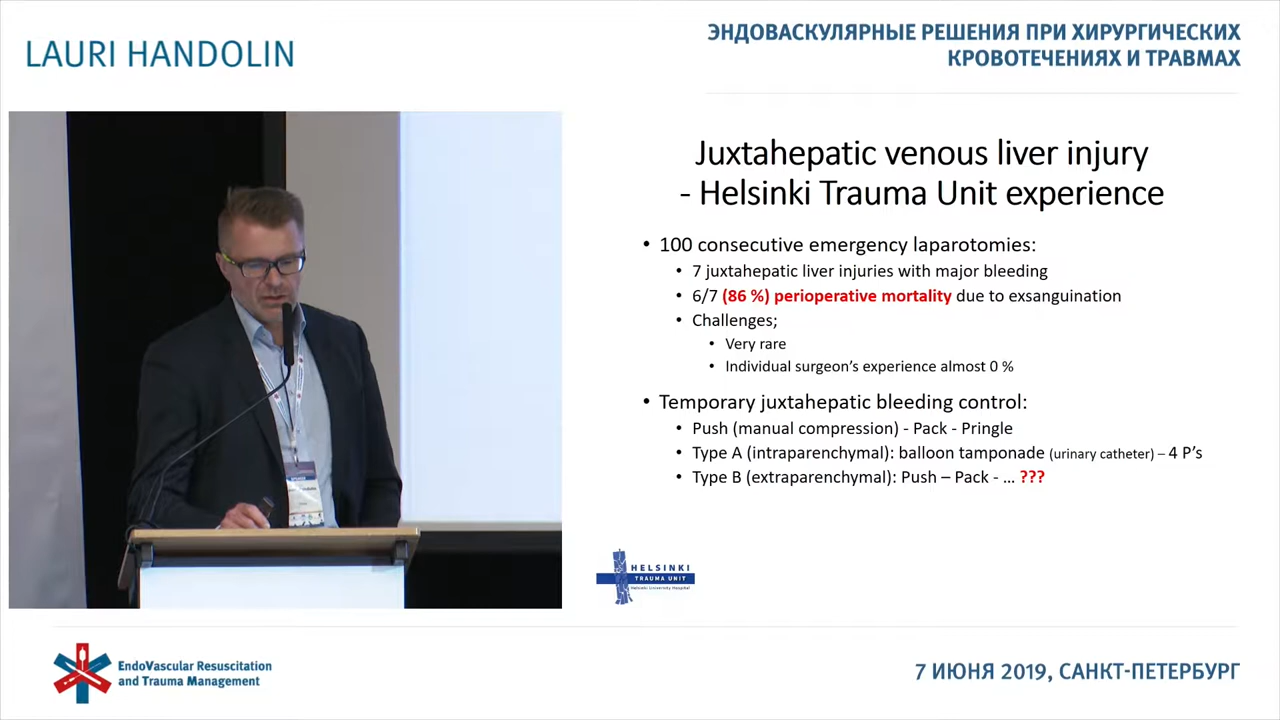 LAURI HANDOLIN
ЭНДОВАСКУЛЯРНЫЕ РЕШЕНИЯ ПРИ ХИРУРГИЧЕСКИХ
КРОВОТЕЧЕНИЯХ И ТРАВМАХ
Juxtahepatic venous liver injury
- Helsinki Trauma Unit experience
• 100 consecutive emergency laparotomies:
• 7 juxtahepatic liver injuries with major bleeding
• 6/7 (86 %) perioperative mortality due to exsanguination
• Challenges;
• Very rare
• Individual surgeon's experience almost 0 %
• Temporary juxtahepatic bleeding control:
• Push (manual compression) - Pack - Pringle
• Type A (intraparenchymal): balloon tamponade (urinary catheter) – 4 P's
• Type B (extraparenchymal): Push – Pack - ... ???
HELSINKI
TRAUMA UNIT
Helsinki University Hospital
EndoVascular Resuscitation
and Trauma Management
7 ИЮНЯ 2019, САНКТ-ПЕТЕРБУРГ